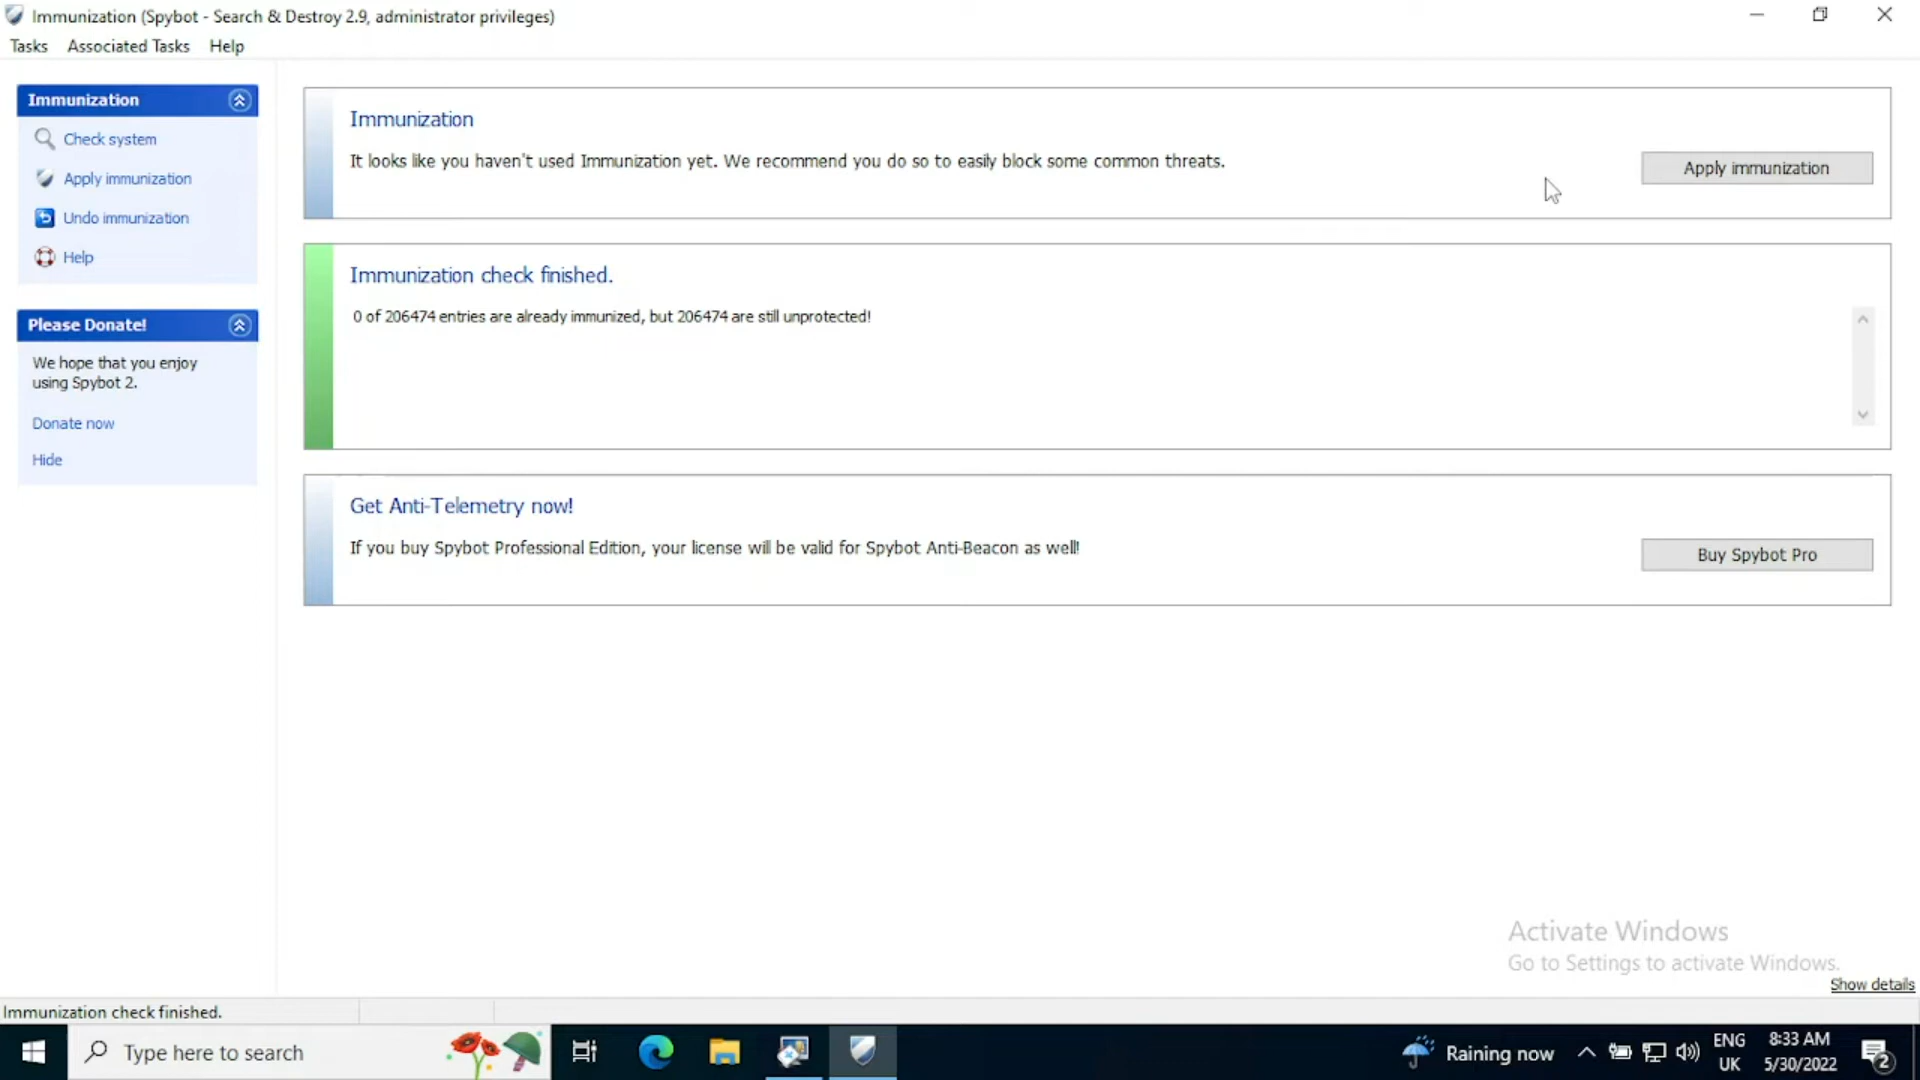 Immunization (Spybot - Search & Destroy 2.9, administrator privileges)
Tasks Associated Tasks Help
Immunization
Check system
Apply immunization
Undo immunization
Help
Please Donate!
We hope that you enjoy
using Spybot 2.
Donate now
Hide
Immunization
It looks like you haven't used Immunization yet. We recommend you do so to easily block some common threats.
Apply immunization
Immunization check finished.
0 of 206474 entries are already immunized, but 206474 are still unprotected!
Get Anti-Telemetry now!
If you buy Spybot Professional Edition, your license will be valid for Spybot Anti-Beacon as well!
Buy Spybot Pro
Activate Windows
Go to Settings to activate Windows.
Show details
Immunization check finished.
Type here to search
Raining now
ENG
UK
8:33 AM
5/30/2022
2